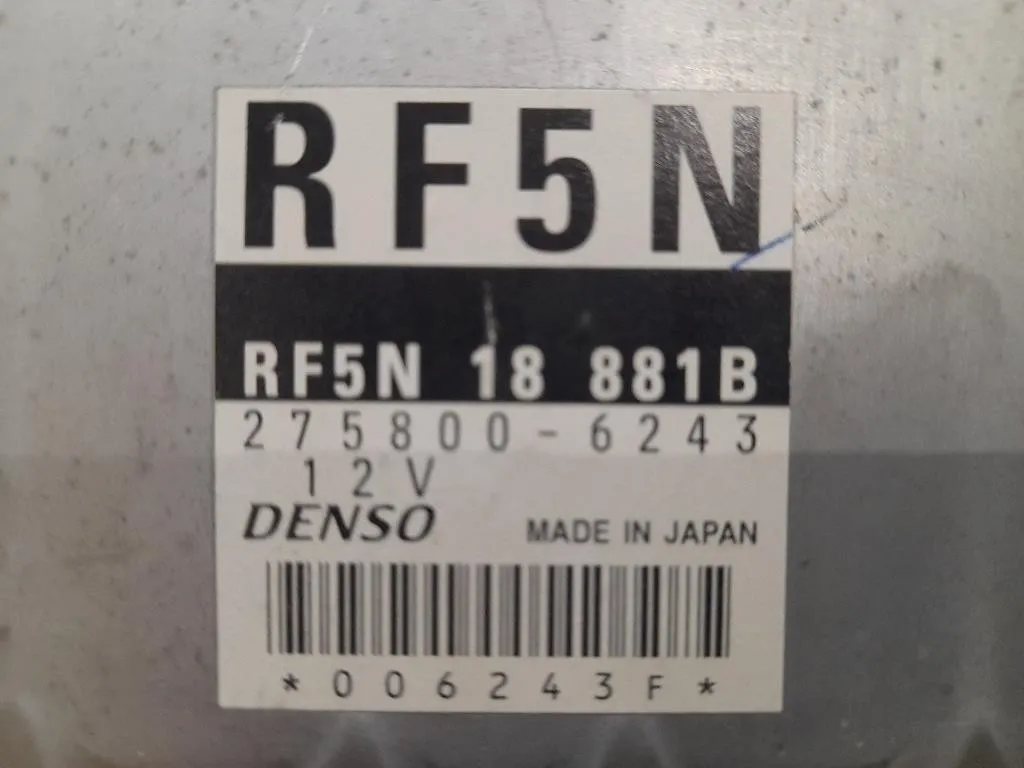 RF5N
RF5N 18 881B
275800-6243
12V
DENSO MADE IN JAPAN
*006243F*